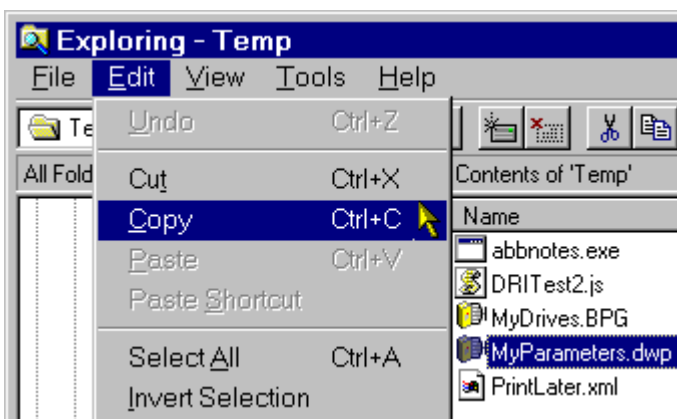 Exploring - Temp
File Edit View Tools Help
Te
Undo Ctrl+Z
Cut Ctrl+X
Copy Ctrl+C
Paste Ctrl+V
Paste Shortcut
Select All Ctrl+A
Invert Selection
All Fold
Contents of 'Temp'
Name
abbnotes.exe
DRITest2.js
MyDrives.BPG
MyParameters.dwp
PrintLater.xml